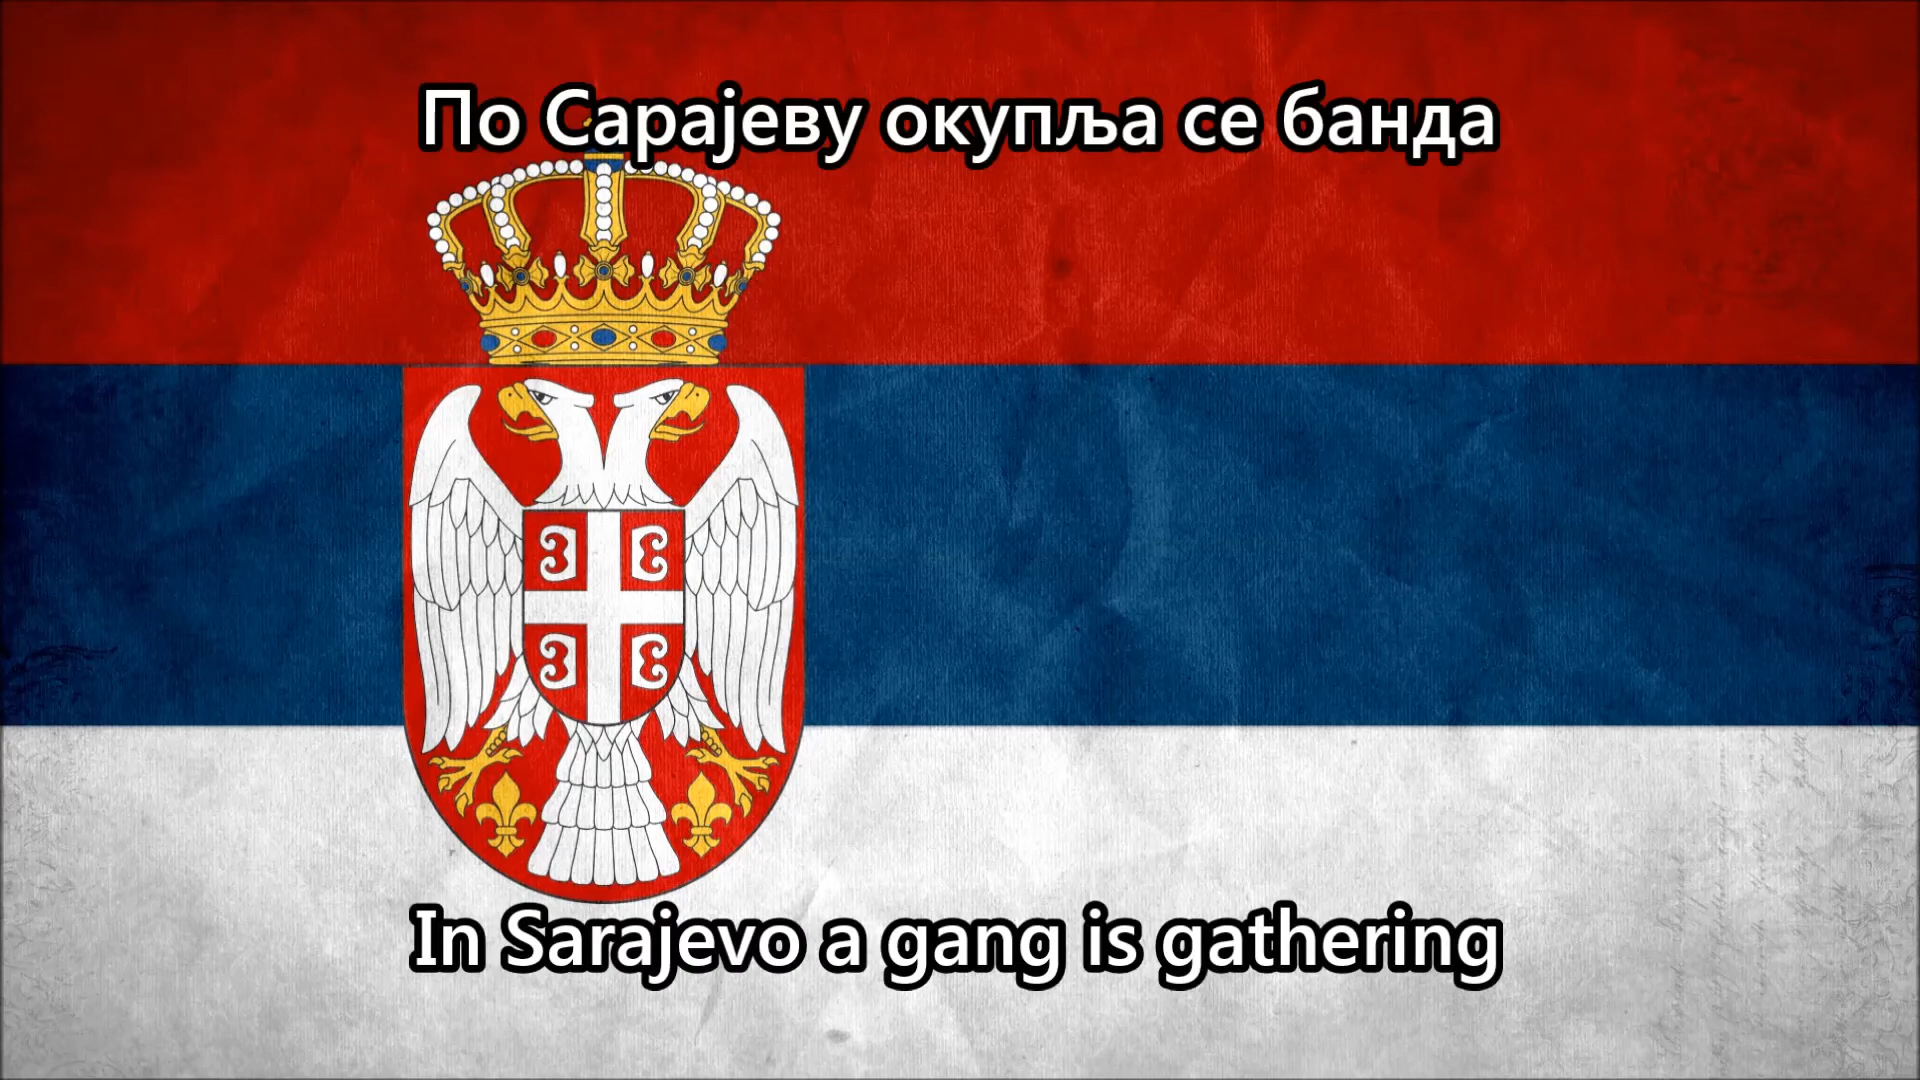 По Сарајеву окупља се банда
In Sarajevo a gang is gathering